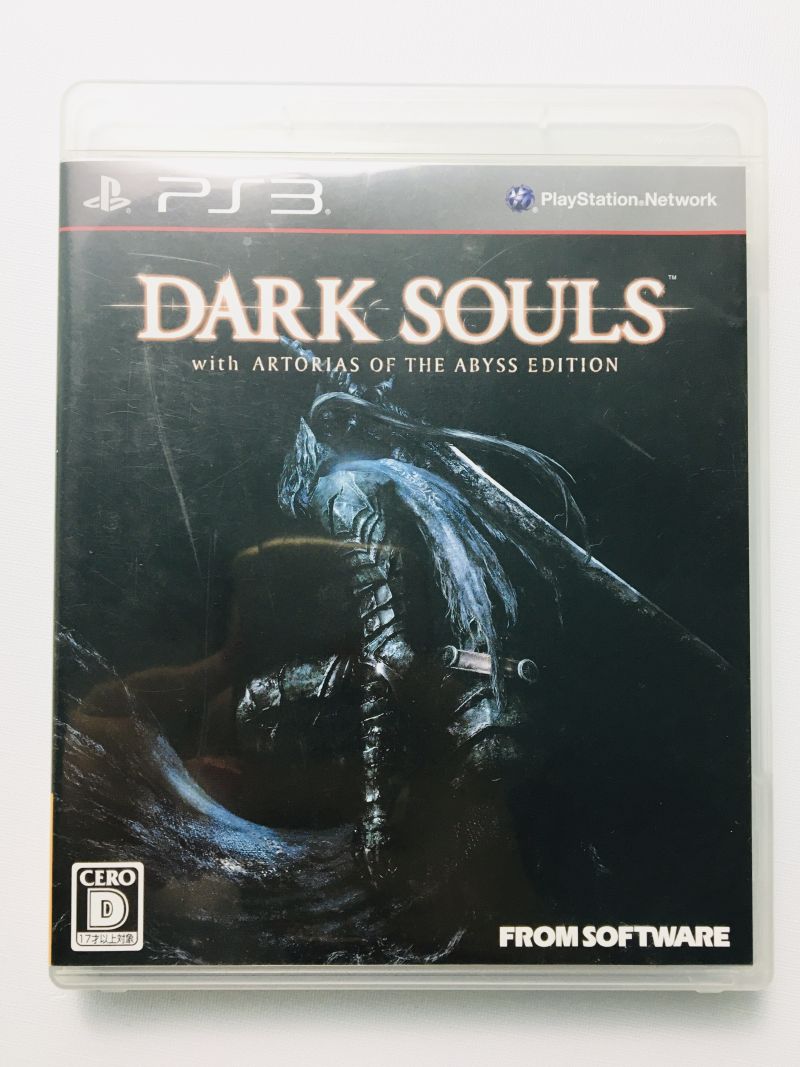 PS3
PlayStation®Network
DARK SOULS™
with ARTORIAS OF THE ABYSS EDITION
CERO
D
17才以上対象
FROM SOFTWARE